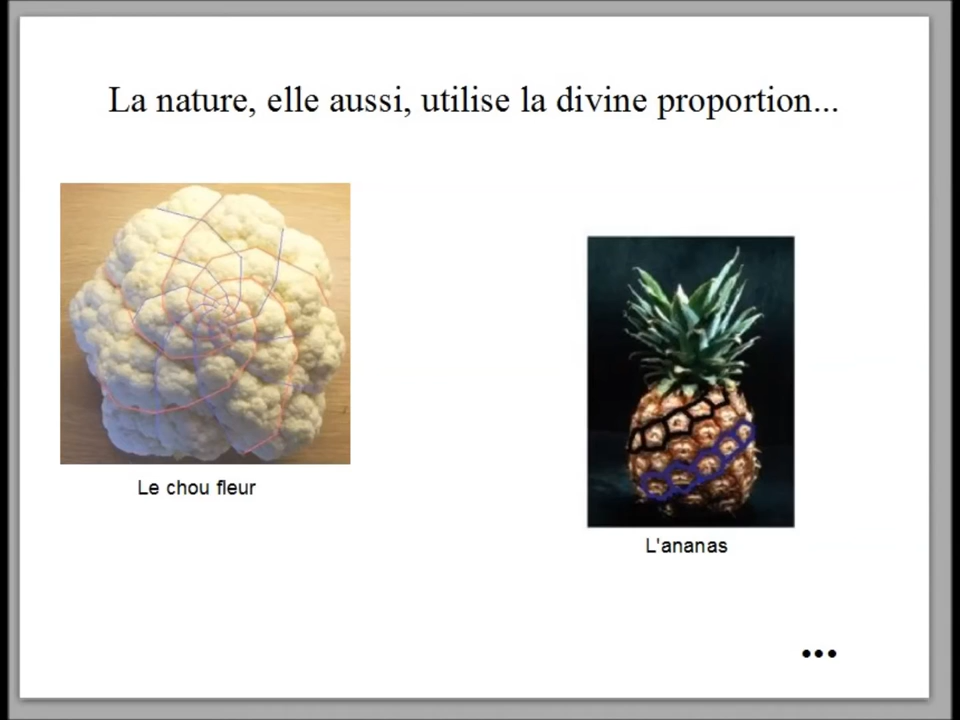 La nature, elle aussi, utilise la divine proportion...
Le chou fleur
L'ananas
...